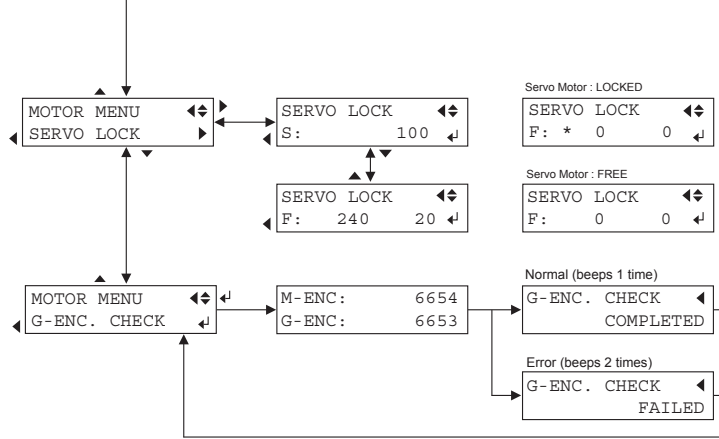 MOTOR MENU
SERVO LOCK
SERVO LOCK
S: 100
SERVO LOCK
F: 240 20
Servo Motor : LOCKED
SERVO LOCK
F: * 0 0
Servo Motor : FREE
SERVO LOCK
F: 0 0
MOTOR MENU
G-ENC. CHECK
M-ENC: 6654
G-ENC: 6653
Normal (beeps 1 time)
G-ENC. CHECK
COMPLETED
Error (beeps 2 times)
G-ENC. CHECK
FAILED